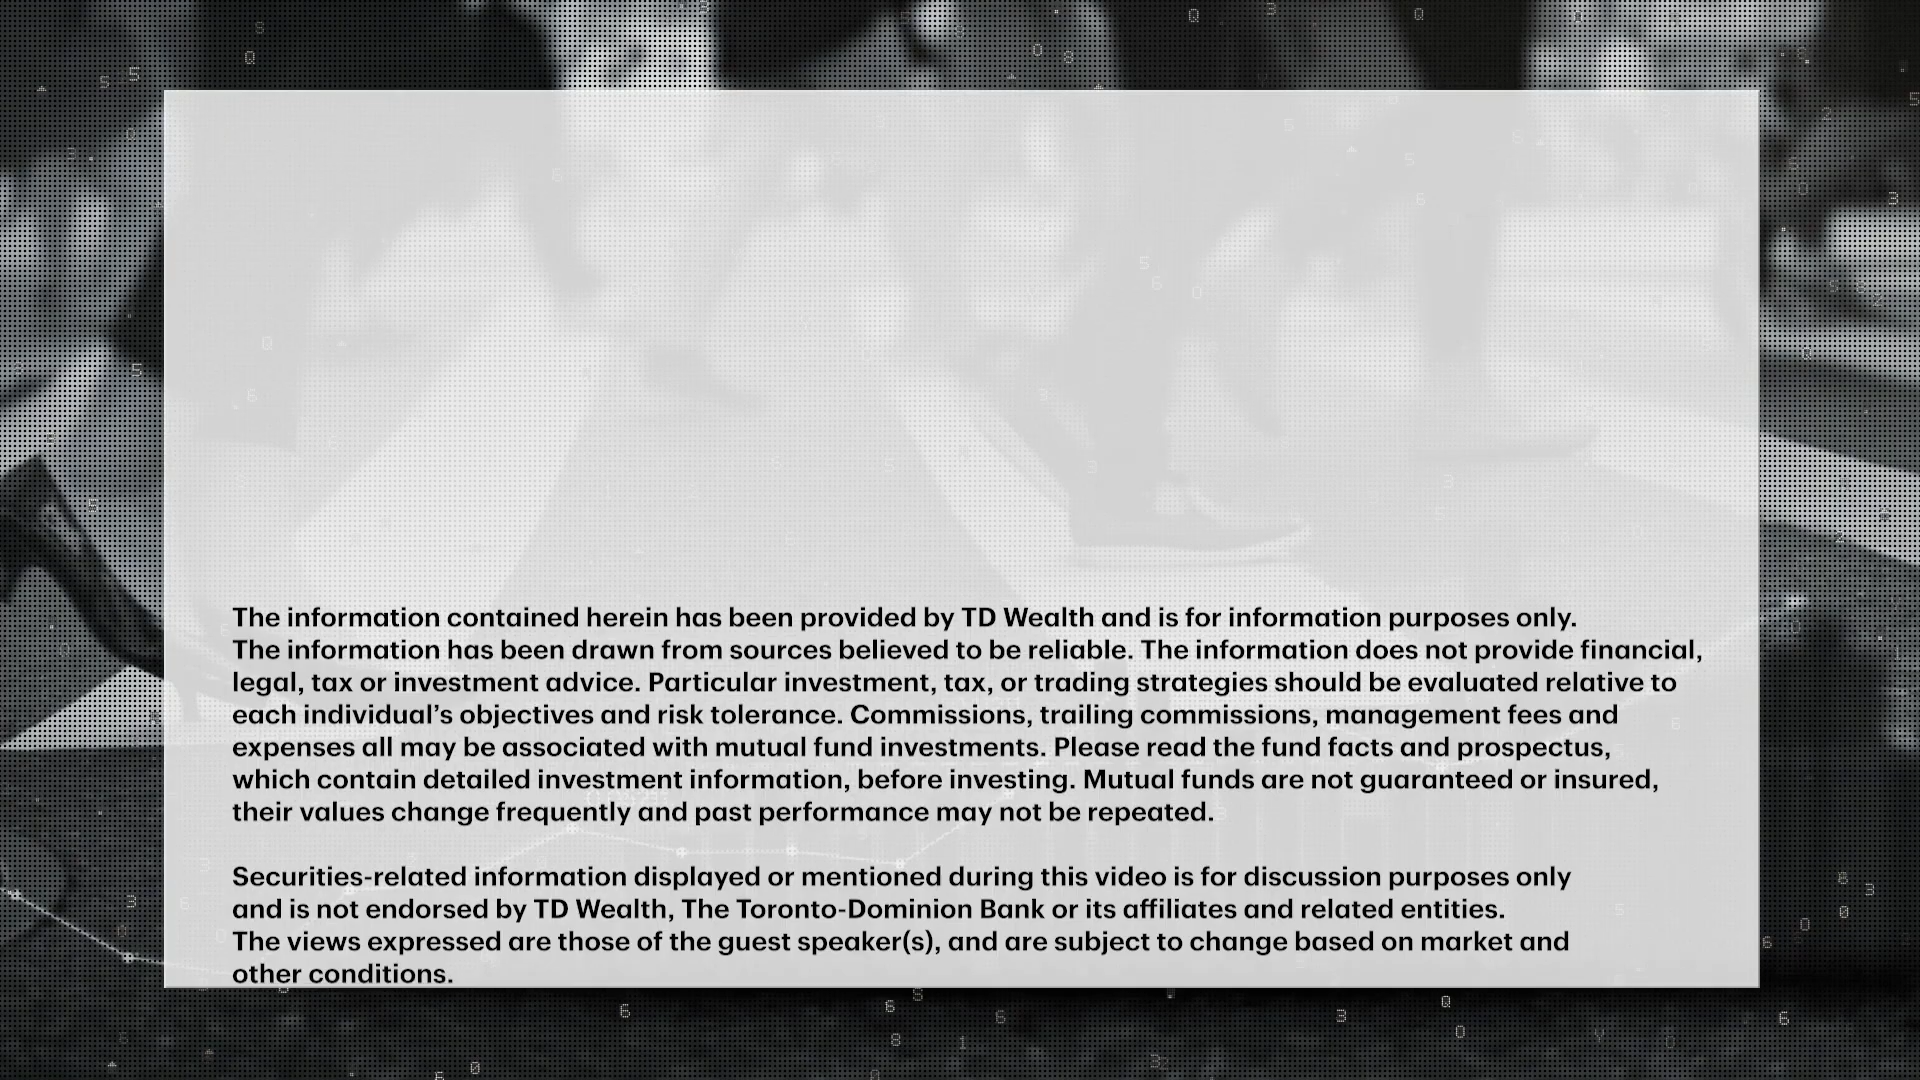 The information contained herein has been provided by TD Wealth and is for information purposes only.
The information has been drawn from sources believed to be reliable. The information does not provide financial,
legal, tax or investment advice. Particular investment, tax, or trading strategies should be evaluated relative to
each individual’s objectives and risk tolerance. Commissions, trailing commissions, management fees and
expenses all may be associated with mutual fund investments. Please read the fund facts and prospectus,
which contain detailed investment information, before investing. Mutual funds are not guaranteed or insured,
their values change frequently and past performance may not be repeated.
Securities-related information displayed or mentioned during this video is for discussion purposes only
and is not endorsed by TD Wealth, The Toronto-Dominion Bank or its affiliates and related entities.
The views expressed are those of the guest speaker(s), and are subject to change based on market and
other conditions.